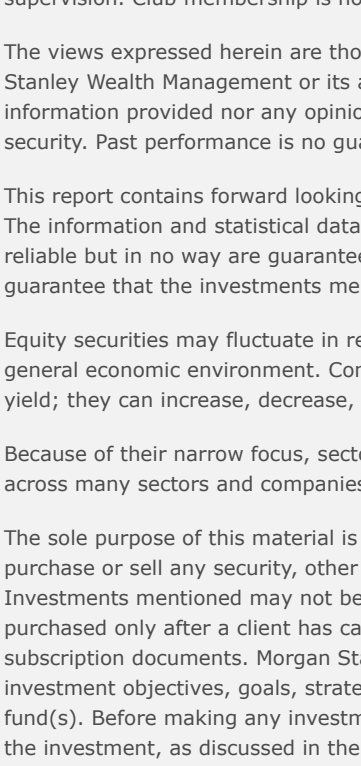 supervision. Club membership is no
The views expressed herein are tho
Stanley Wealth Management or its a
information provided nor any opinio
security. Past performance is no gua
This report contains forward looking
The information and statistical data
reliable but in no way are guarantee
guarantee that the investments me
Equity securities may fluctuate in re
general economic environment. Con
yield; they can increase, decrease,
Because of their narrow focus, secto
across many sectors and companies
The sole purpose of this material is
purchase or sell any security, other
Investments mentioned may not be
purchased only after a client has ca
subscription documents. Morgan Sta
investment objectives, goals, strate
fund(s). Before making any investm
the investment, as discussed in the